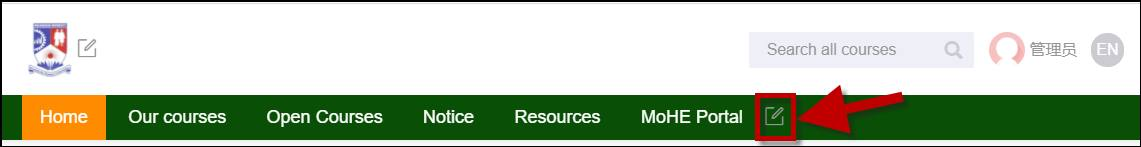 Search all courses 管理员 EN
Home Our courses Open Courses Notice Resources MoHE Portal